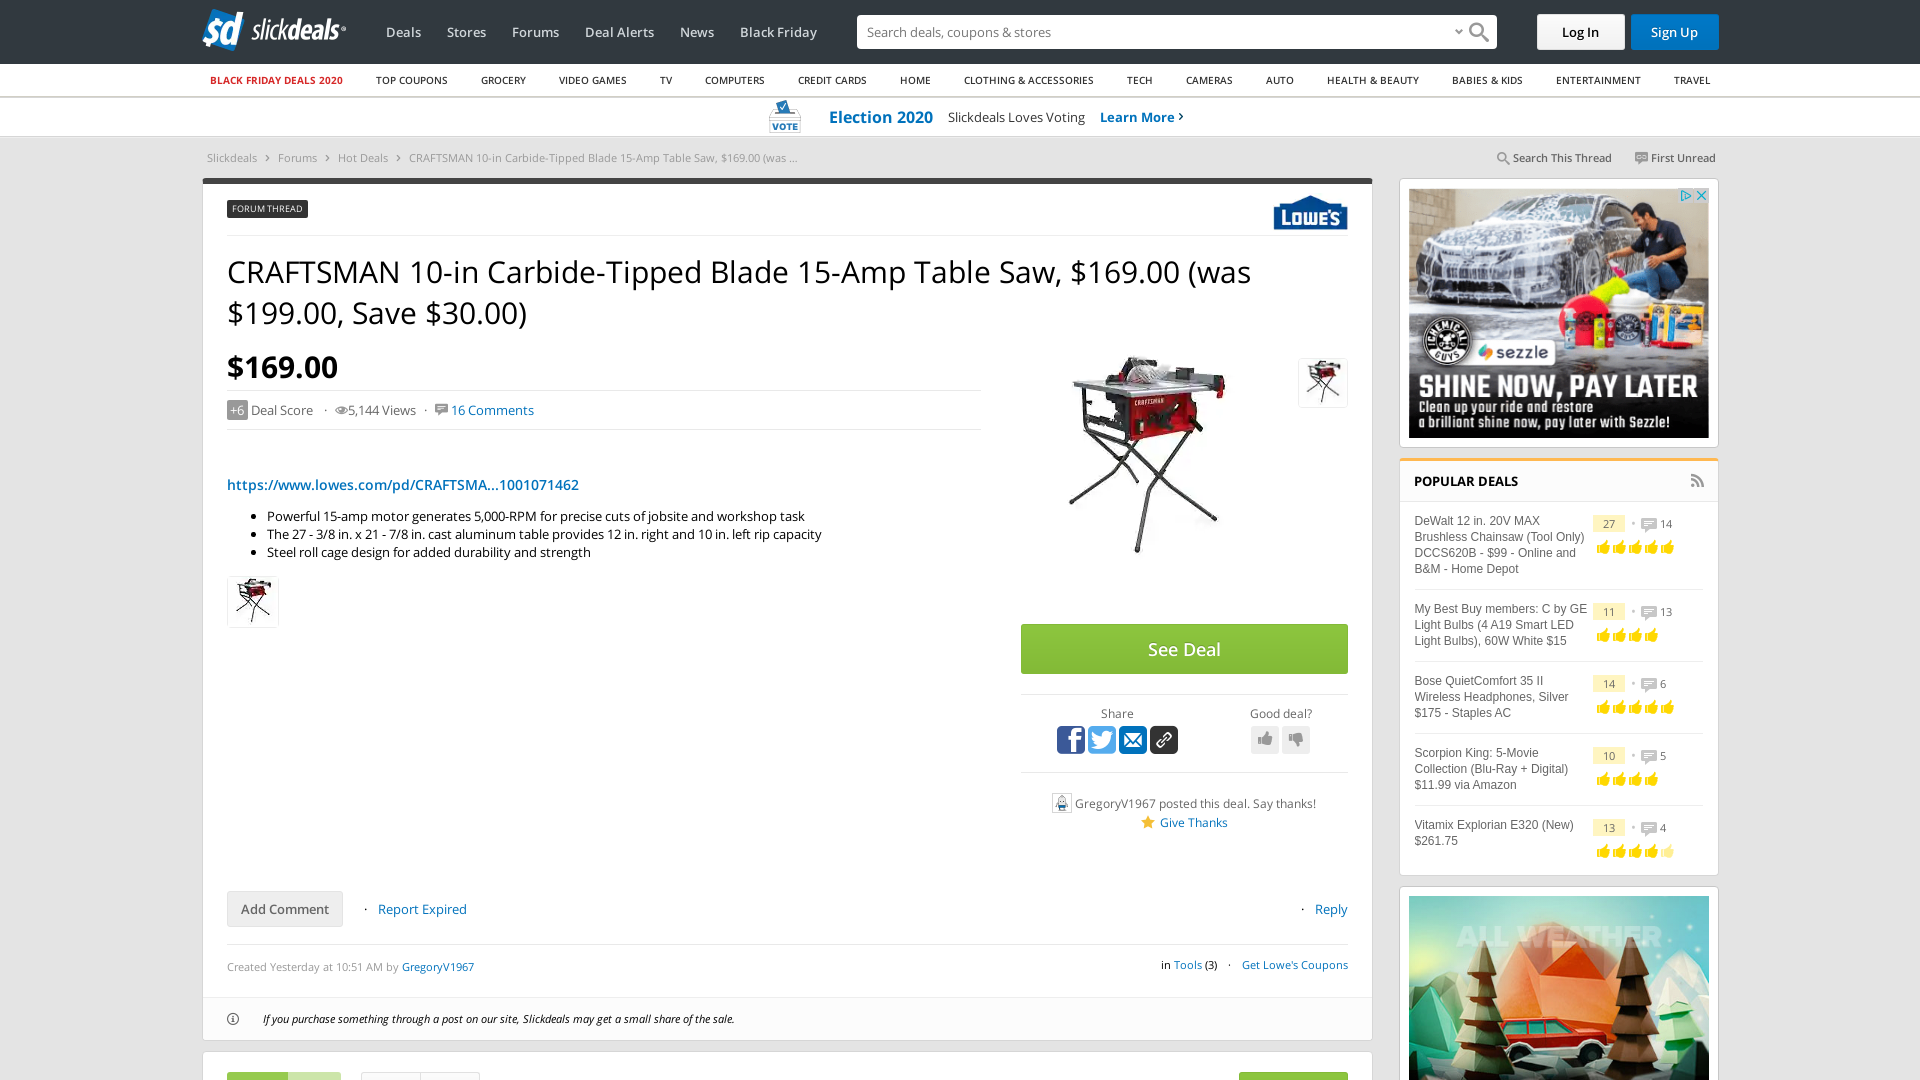 sd slickdeals
Deals Stores Forums Deal Alerts News Black Friday
Search deals, coupons & stores
Log In Sign Up
BLACK FRIDAY DEALS 2020 TOP COUPONS GROCERY VIDEO GAMES TV COMPUTERS CREDIT CARDS HOME CLOTHING & ACCESSORIES TECH CAMERAS AUTO HEALTH & BEAUTY BABIES & KIDS ENTERTAINMENT TRAVEL
VOTE Election 2020 Slickdeals Loves Voting Learn More
Slickdeals Forums Hot Deals CRAFTSMAN 10-in Carbide-Tipped Blade 15-Amp Table Saw, $169.00 (was ...
Search This Thread First Unread
FORUM THREAD
LOWE'S
CRAFTSMAN 10-in Carbide-Tipped Blade 15-Amp Table Saw, $169.00 (was
$199.00, Save $30.00)
$169.00
+6 Deal Score · 5,144 Views · 16 Comments
https://www.lowes.com/pd/CRAFTSMA...1001071462
• Powerful 15-amp motor generates 5,000-RPM for precise cuts of jobsite and workshop task
• The 27 - 3/8 in. x 21 - 7/8 in. cast aluminum table provides 12 in. right and 10 in. left rip capacity
• Steel roll cage design for added durability and strength
CRAFTSMAN
See Deal
Share
Good deal?
GregoryV1967 posted this deal. Say thanks!
Give Thanks
Add Comment · Report Expired
· Reply
Created Yesterday at 10:51 AM by GregoryV1967
in Tools (3) · Get Lowe's Coupons
If you purchase something through a post on our site, Slickdeals may get a small share of the sale.
CHEMICAL GUYS
sezzle
SHINE NOW, PAY LATER
Clean up your ride and restore
a brilliant shine now, pay later with Sezzle!
POPULAR DEALS
DeWalt 12 in. 20V MAX
Brushless Chainsaw (Tool Only)
DCCS620B - $99 - Online and
B&M - Home Depot
27 • 14
My Best Buy members: C by GE
Light Bulbs (4 A19 Smart LED
Light Bulbs), 60W White $15
11 • 13
Bose QuietComfort 35 II
Wireless Headphones, Silver
$175 - Staples AC
14 • 6
Scorpion King: 5-Movie
Collection (Blu-Ray + Digital)
$11.99 via Amazon
10 • 5
Vitamix Explorian E320 (New)
$261.75
13 • 4
ALL WEATHER